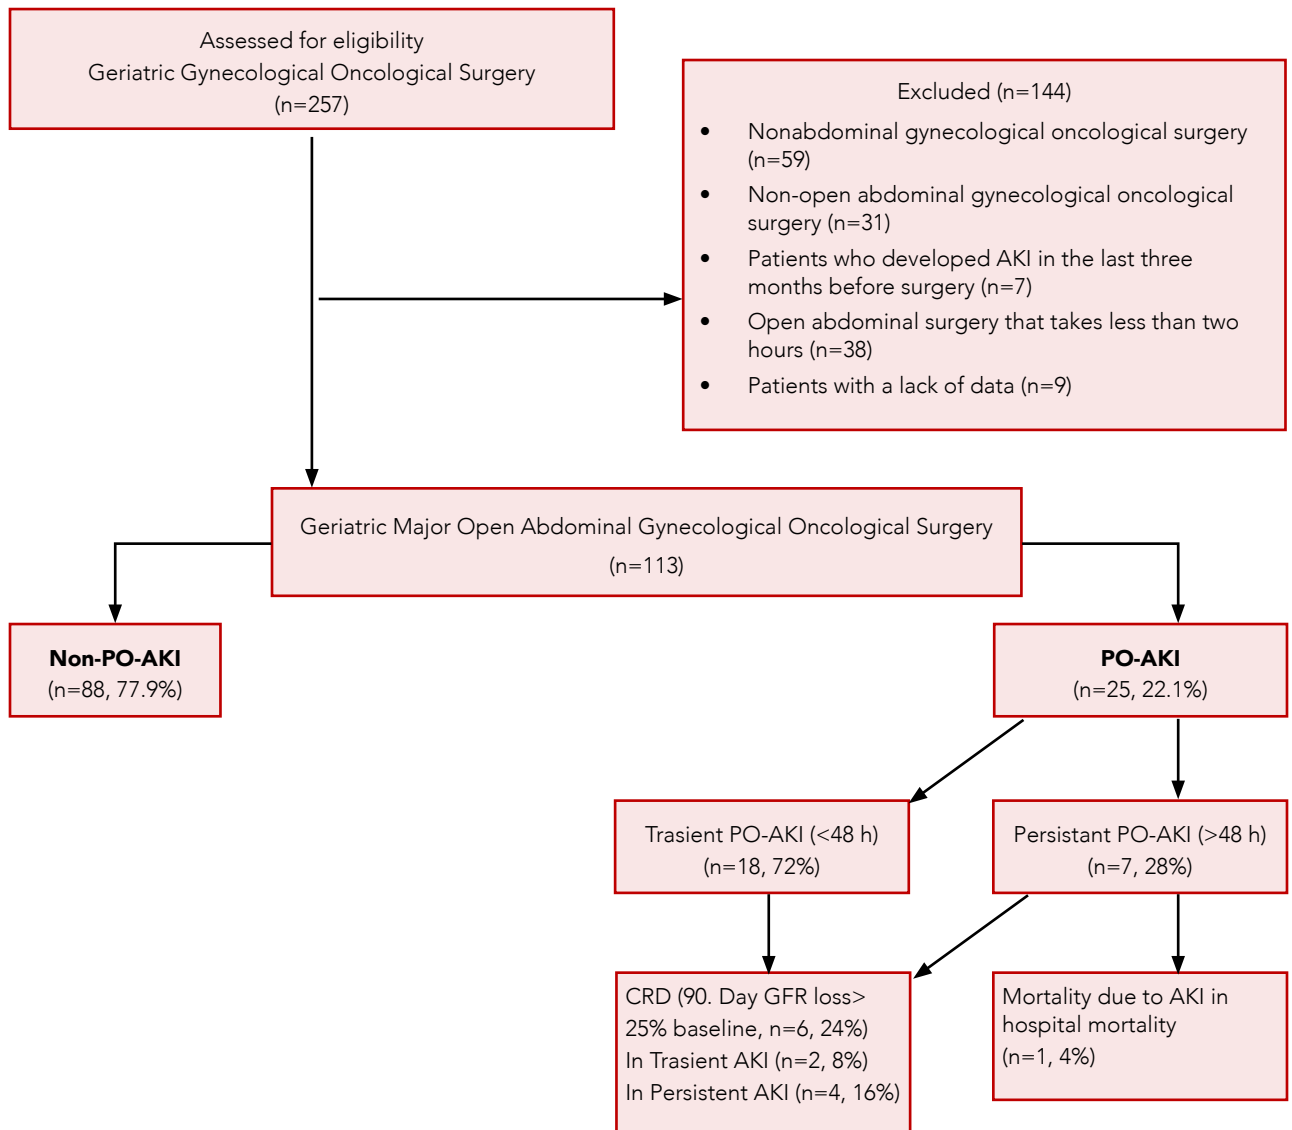 Assessed for eligibility
Geriatric Gynecological Oncological Surgery
(n=257)
Excluded (n=144)
• Nonabdominal gynecological oncological surgery
(n=59)
• Non-open abdominal gynecological oncological
surgery (n=31)
• Patients who developed AKI in the last three
months before surgery (n=7)
• Open abdominal surgery that takes less than two
hours (n=38)
• Patients with a lack of data (n=9)
Geriatric Major Open Abdominal Gynecological Oncological Surgery
(n=113)
Non-PO-AKI
(n=88, 77.9%)
PO-AKI
(n=25, 22.1%)
Trasient PO-AKI (<48 h)
(n=18, 72%)
Persistant PO-AKI (>48 h)
(n=7, 28%)
CRD (90. Day GFR loss>
25% baseline, n=6, 24%)
In Trasient AKI (n=2, 8%)
In Persistent AKI (n=4, 16%)
Mortality due to AKI in
hospital mortality
(n=1, 4%)